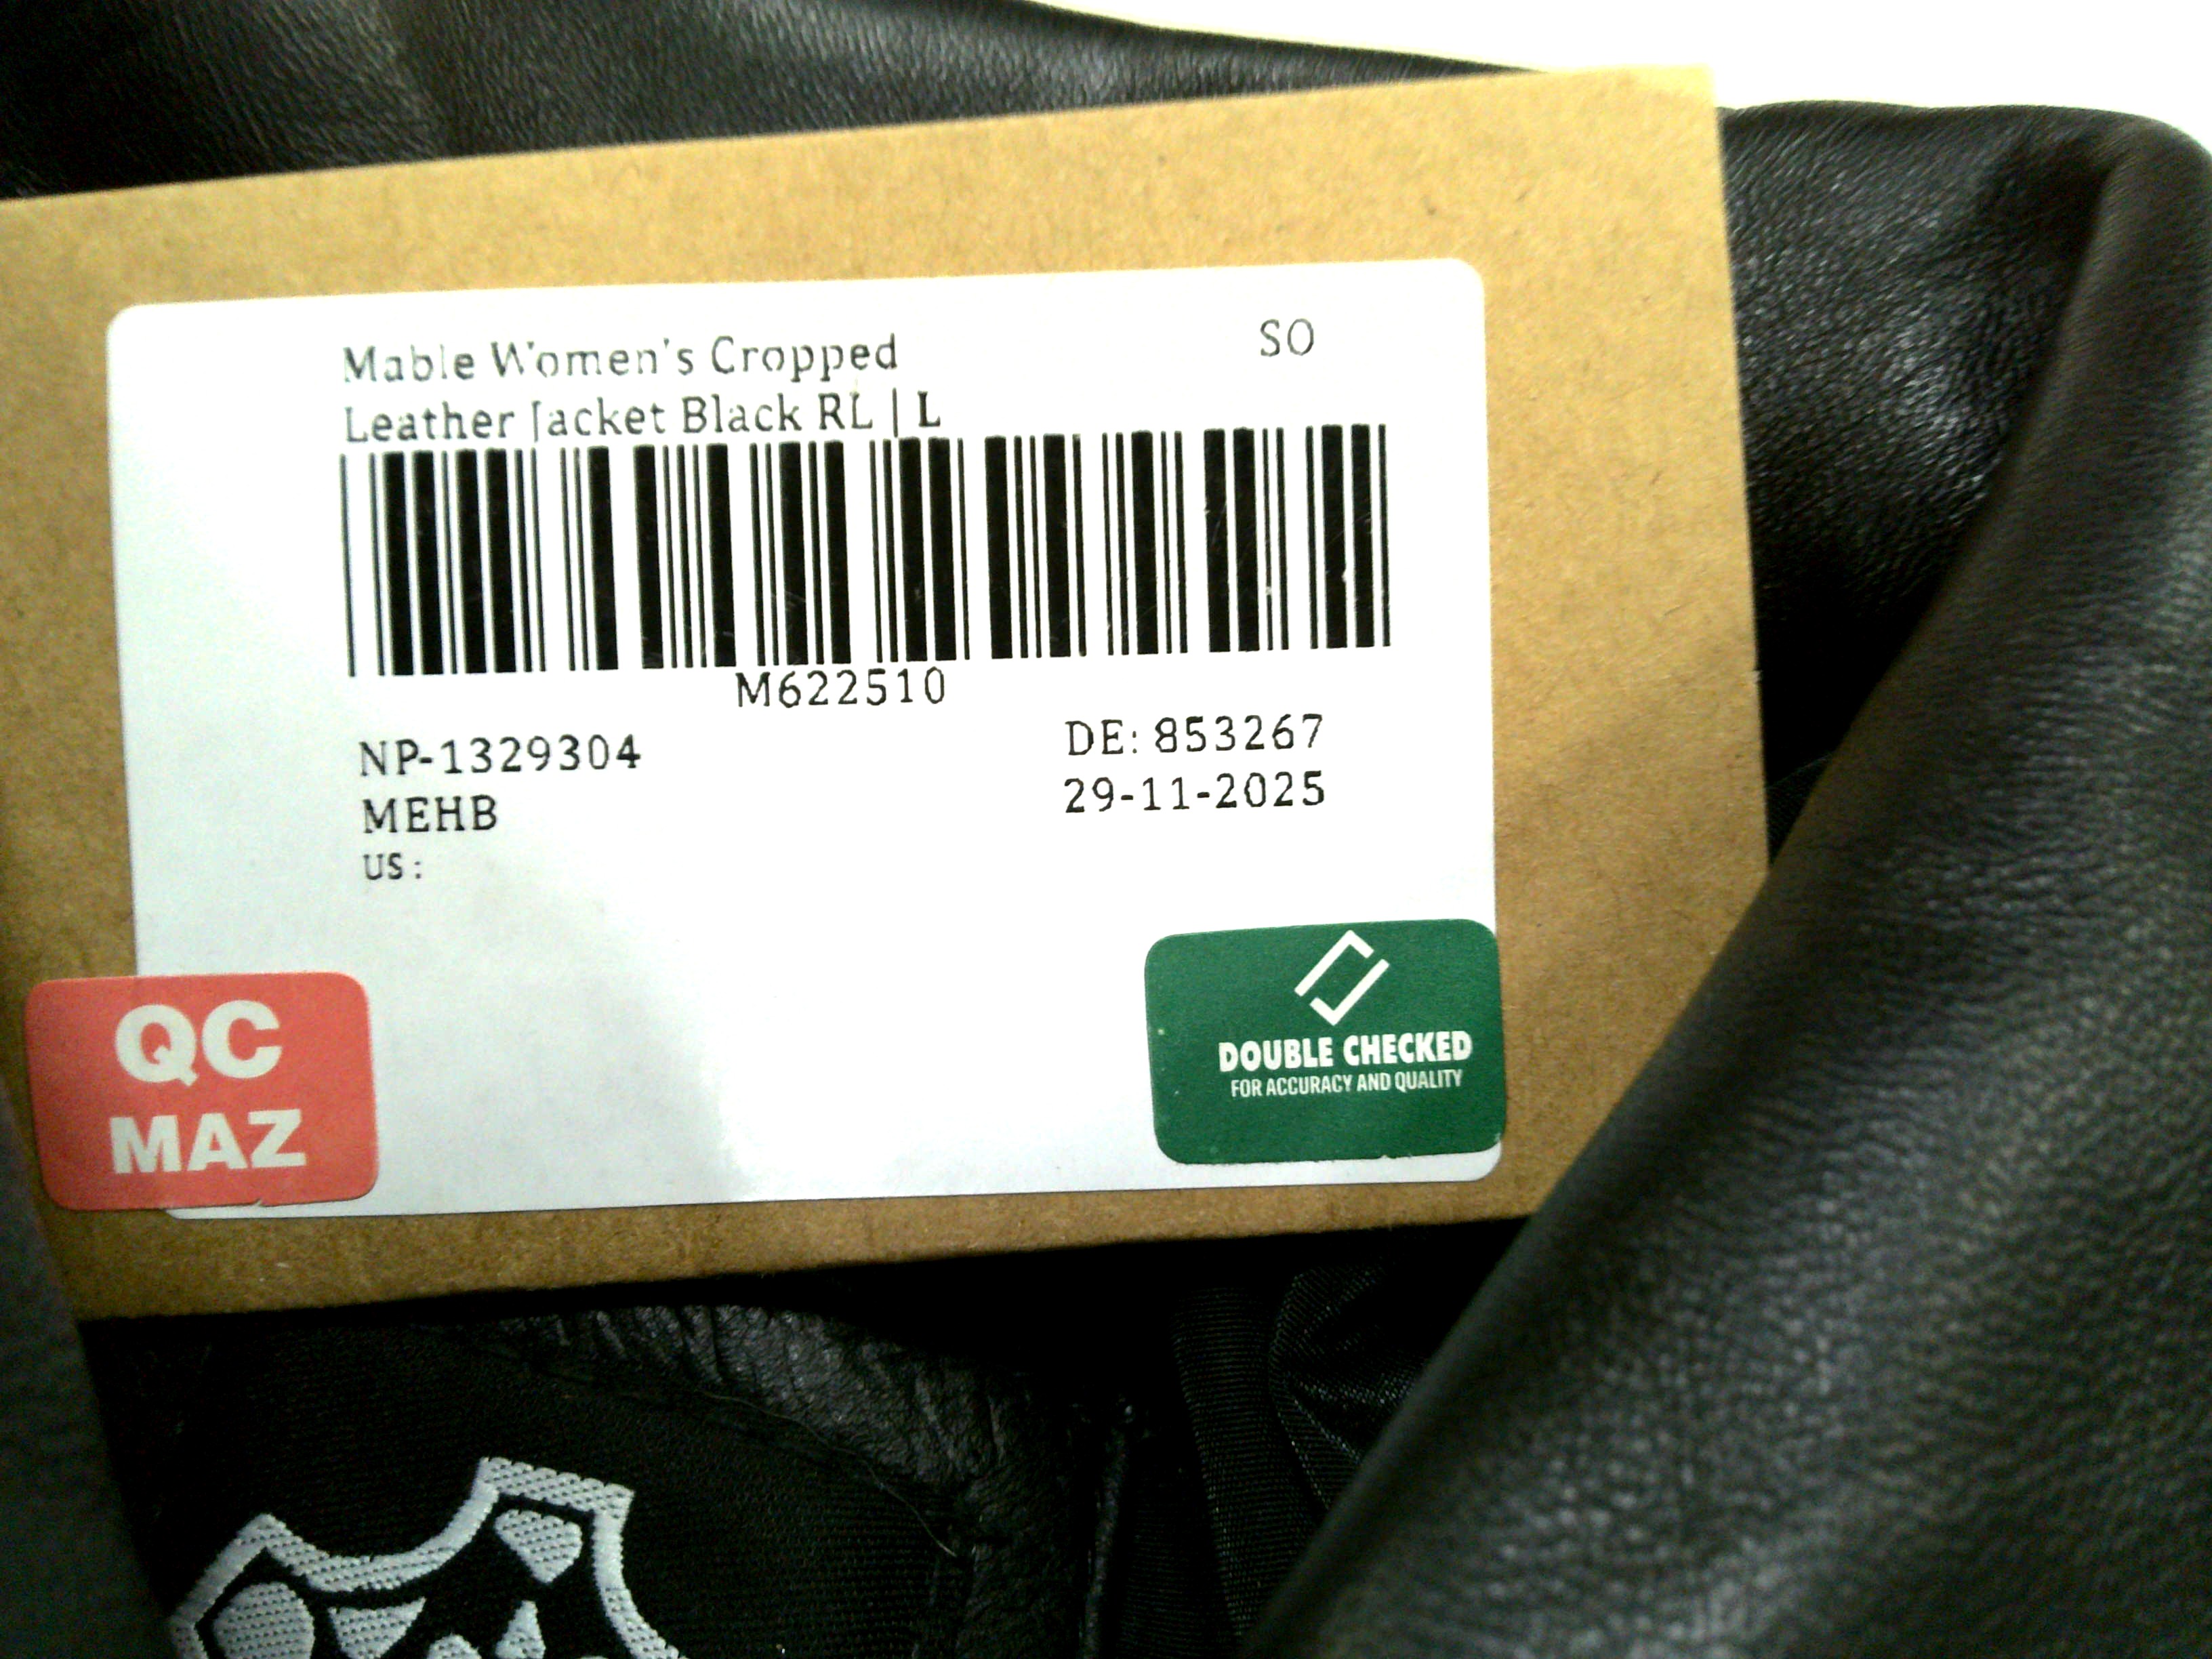 Mable Women's Cropped
Leather Jacket Black RL | L
SO
M622510
NP-1329304
MEHB
US :
DE: 853267
29-11-2025
QC
MAZ
DOUBLE CHECKED
FOR ACCURACY AND QUALITY